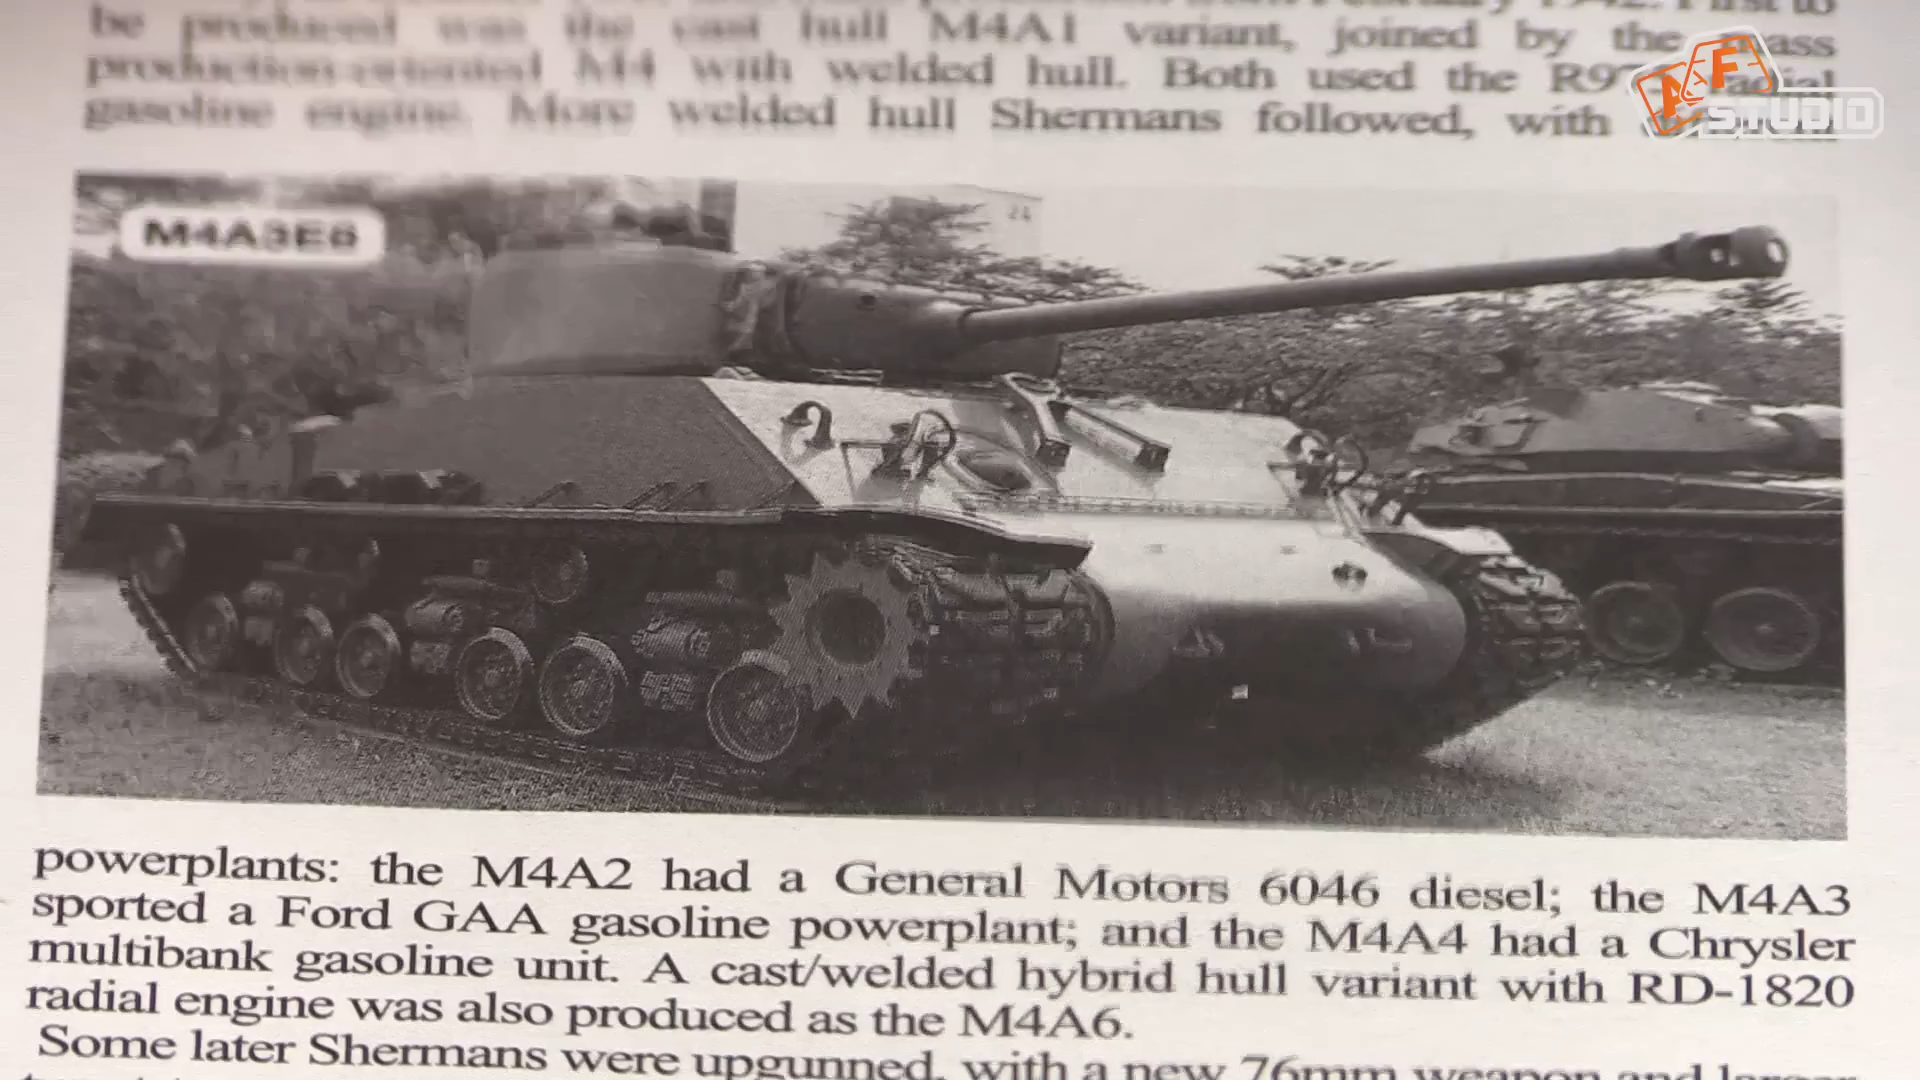 be produced was the cast hull M4A1 variant, joined by the mass
production-oriented M4 with welded hull. Both used the radial
gasoline engine. More welded hull Shermans followed, with
AFF
STUDIO
M4A3E8
24
powerplants: the M4A2 had a General Motors 6046 diesel; the M4A3
sported a Ford GAA gasoline powerplant; and the M4A4 had a Chrysler
multibank gasoline unit. A cast/welded hybrid hull variant with RD-1820
radial engine was also produced as the M4A6.
Some later Shermans were upgunned, with a new 76mm weapon and larger